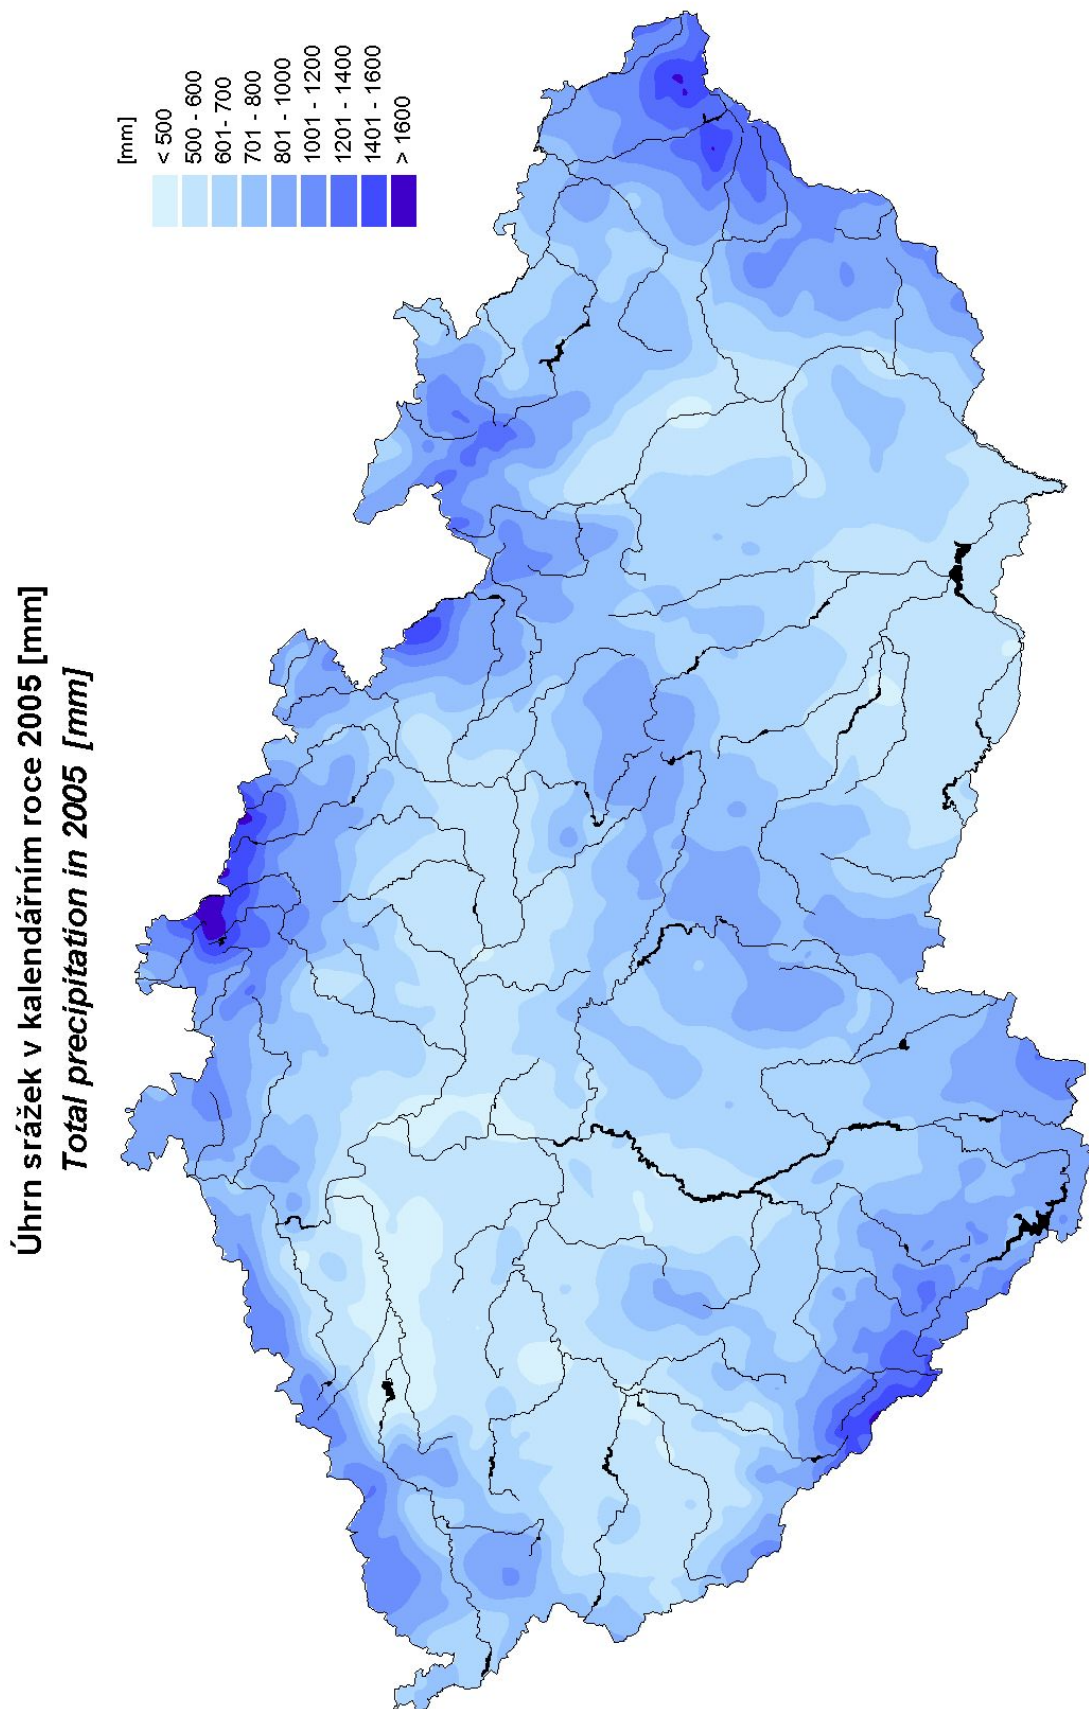 Úhrn srážek v kalendářním roce 2005 [mm]
Total precipitation in 2005 [mm]
[mm]
< 500
500 - 600
601- 700
701 - 800
801 - 1000
1001 - 1200
1201 - 1400
1401 - 1600
> 1600